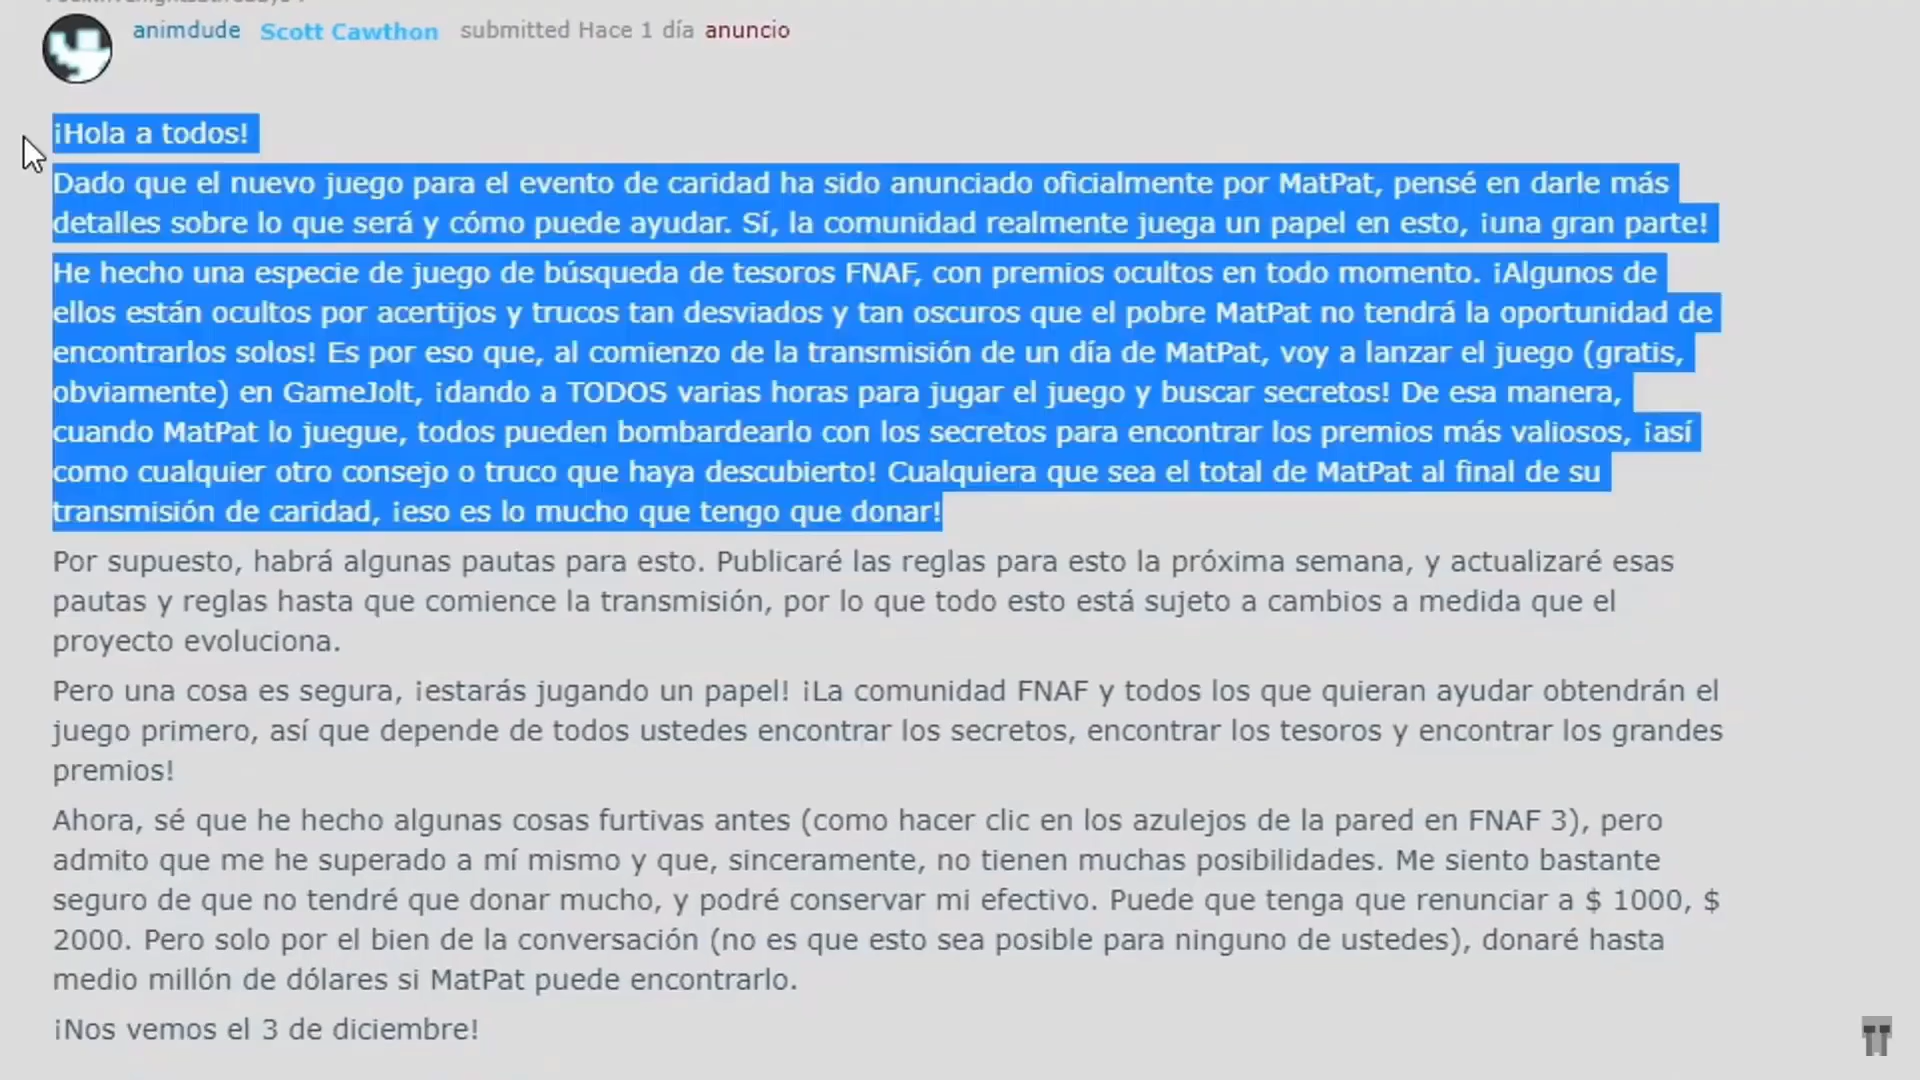 animdude Scott Cawthon submitted Hace 1 día anuncio
¡Hola a todos!
Dado que el nuevo juego para el evento de caridad ha sido anunciado oficialmente por MatPat, pensé en darle más
detalles sobre lo que será y cómo puede ayudar. Sí, la comunidad realmente juega un papel en esto, ¡una gran parte!
He hecho una especie de juego de búsqueda de tesoros FNAF, con premios ocultos en todo momento. ¡Algunos de
ellos están ocultos por acertijos y trucos tan desviados y tan oscuros que el pobre MatPat no tendrá la oportunidad de
encontrarlos solos! Es por eso que, al comienzo de la transmisión de un día de MatPat, voy a lanzar el juego (gratis,
obviamente) en GameJolt, ¡dando a TODOS varias horas para jugar el juego y buscar secretos! De esa manera,
cuando MatPat lo juegue, todos pueden bombardearlo con los secretos para encontrar los premios más valiosos, ¡así
como cualquier otro consejo o truco que haya descubierto! Cualquiera que sea el total de MatPat al final de su
transmisión de caridad, ¡eso es lo mucho que tengo que donar!
Por supuesto, habrá algunas pautas para esto. Publicaré las reglas para esto la próxima semana, y actualizaré esas
pautas y reglas hasta que comience la transmisión, por lo que todo esto está sujeto a cambios a medida que el
proyecto evoluciona.
Pero una cosa es segura, ¡estarás jugando un papel! ¡La comunidad FNAF y todos los que quieran ayudar obtendrán el
juego primero, así que depende de todos ustedes encontrar los secretos, encontrar los tesoros y encontrar los grandes
premios!
Ahora, sé que he hecho algunas cosas furtivas antes (como hacer clic en los azulejos de la pared en FNAF 3), pero
admito que me he superado a mí mismo y que, sinceramente, no tienen muchas posibilidades. Me siento bastante
seguro de que no tendré que donar mucho, y podré conservar mi efectivo. Puede que tenga que renunciar a $ 1000, $
2000. Pero solo por el bien de la conversación (no es que esto sea posible para ninguno de ustedes), donaré hasta
medio millón de dólares si MatPat puede encontrarlo.
¡Nos vemos el 3 de diciembre!